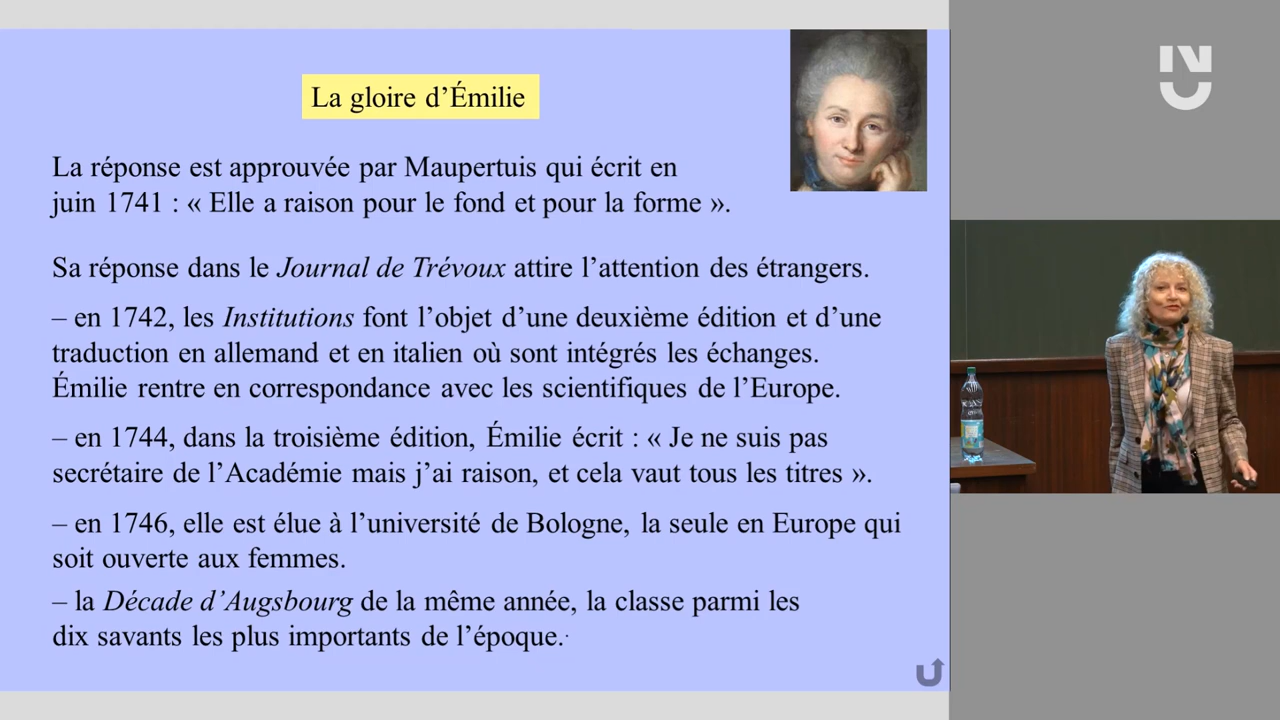 La gloire d’Émilie
La réponse est approuvée par Maupertuis qui écrit en
juin 1741 : « Elle a raison pour le fond et pour la forme ».
Sa réponse dans le Journal de Trévoux attire l’attention des étrangers.
– en 1742, les Institutions font l’objet d’une deuxième édition et d’une
traduction en allemand et en italien où sont intégrés les échanges.
Émilie rentre en correspondance avec les scientifiques de l’Europe.
– en 1744, dans la troisième édition, Émilie écrit : « Je ne suis pas
secrétaire de l’Académie mais j’ai raison, et cela vaut tous les titres ».
– en 1746, elle est élue à l’université de Bologne, la seule en Europe qui
soit ouverte aux femmes.
– la Décade d’Augsbourg de la même année, la classe parmi les
dix savants les plus importants de l’époque.